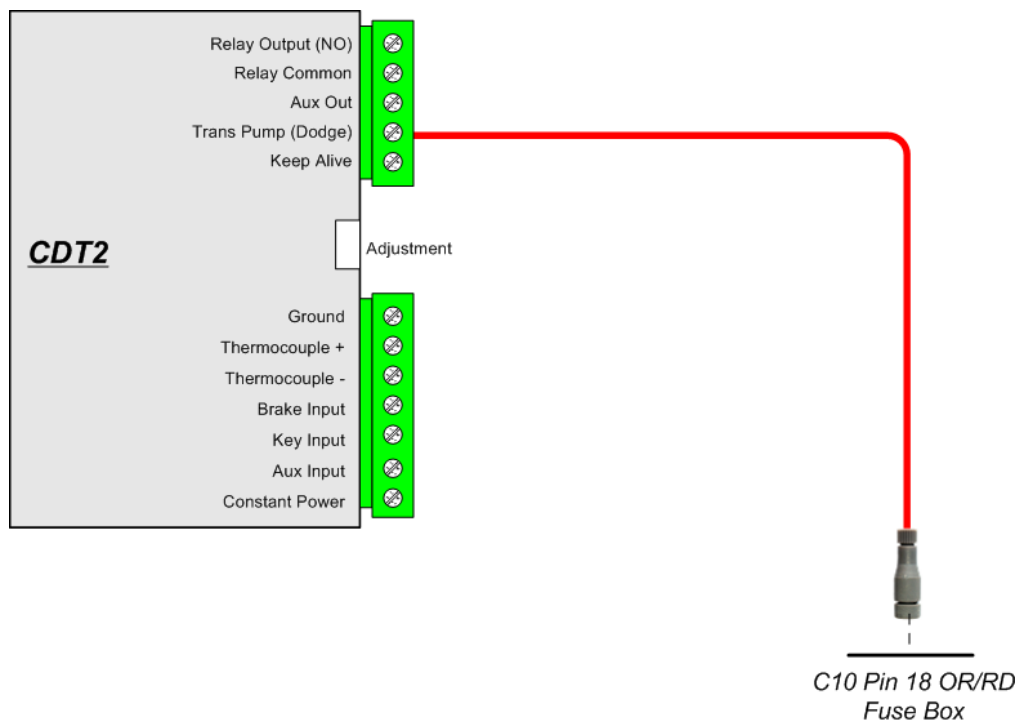 Relay Output (NO)
Relay Common
Aux Out
Trans Pump (Dodge)
Keep Alive
CDT2
Adjustment
Ground
Thermocouple +
Thermocouple -
Brake Input
Key Input
Aux Input
Constant Power
C10 Pin 18 OR/RD
Fuse Box